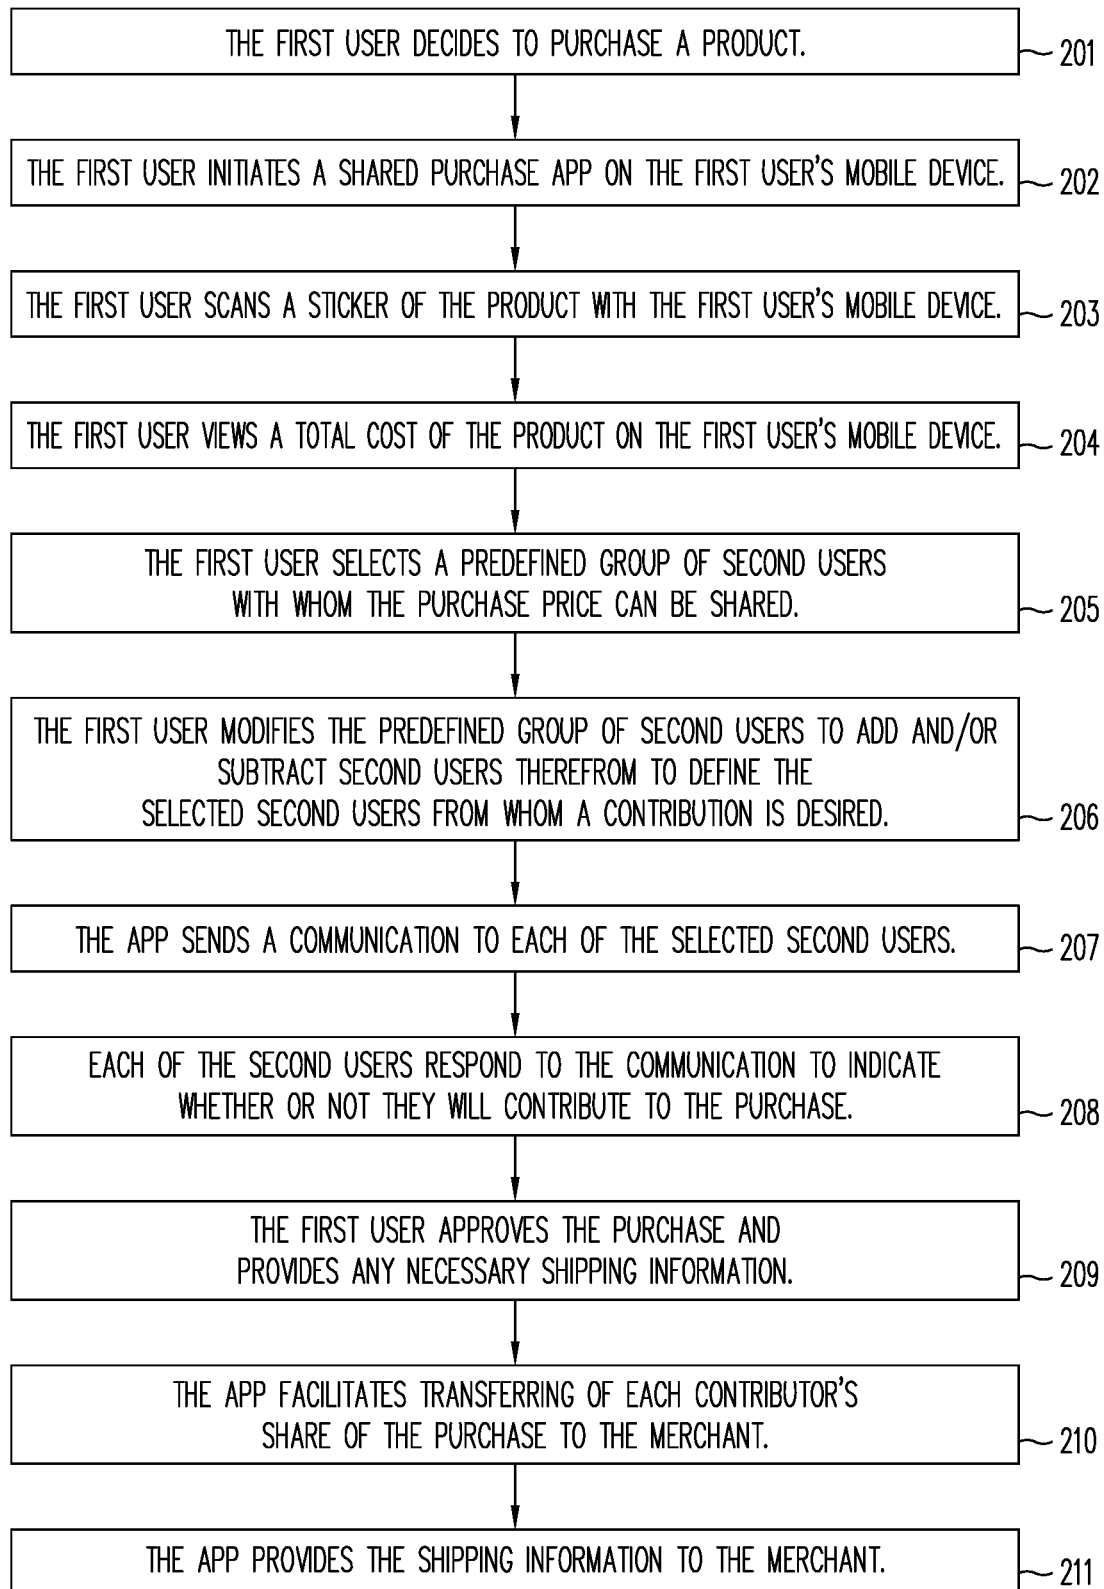 THE FIRST USER DECIDES TO PURCHASE A PRODUCT.
201
THE FIRST USER INITIATES A SHARED PURCHASE APP ON THE FIRST USER'S MOBILE DEVICE.
202
THE FIRST USER SCANS A STICKER OF THE PRODUCT WITH THE FIRST USER'S MOBILE DEVICE.
203
THE FIRST USER VIEWS A TOTAL COST OF THE PRODUCT ON THE FIRST USER'S MOBILE DEVICE.
204
THE FIRST USER SELECTS A PREDEFINED GROUP OF SECOND USERS
WITH WHOM THE PURCHASE PRICE CAN BE SHARED.
205
THE FIRST USER MODIFIES THE PREDEFINED GROUP OF SECOND USERS TO ADD AND/OR
SUBTRACT SECOND USERS THEREFROM TO DEFINE THE
SELECTED SECOND USERS FROM WHOM A CONTRIBUTION IS DESIRED.
206
THE APP SENDS A COMMUNICATION TO EACH OF THE SELECTED SECOND USERS.
207
EACH OF THE SECOND USERS RESPOND TO THE COMMUNICATION TO INDICATE
WHETHER OR NOT THEY WILL CONTRIBUTE TO THE PURCHASE.
208
THE FIRST USER APPROVES THE PURCHASE AND
PROVIDES ANY NECESSARY SHIPPING INFORMATION.
209
THE APP FACILITATES TRANSFERRING OF EACH CONTRIBUTOR'S
SHARE OF THE PURCHASE TO THE MERCHANT.
210
THE APP PROVIDES THE SHIPPING INFORMATION TO THE MERCHANT.
211